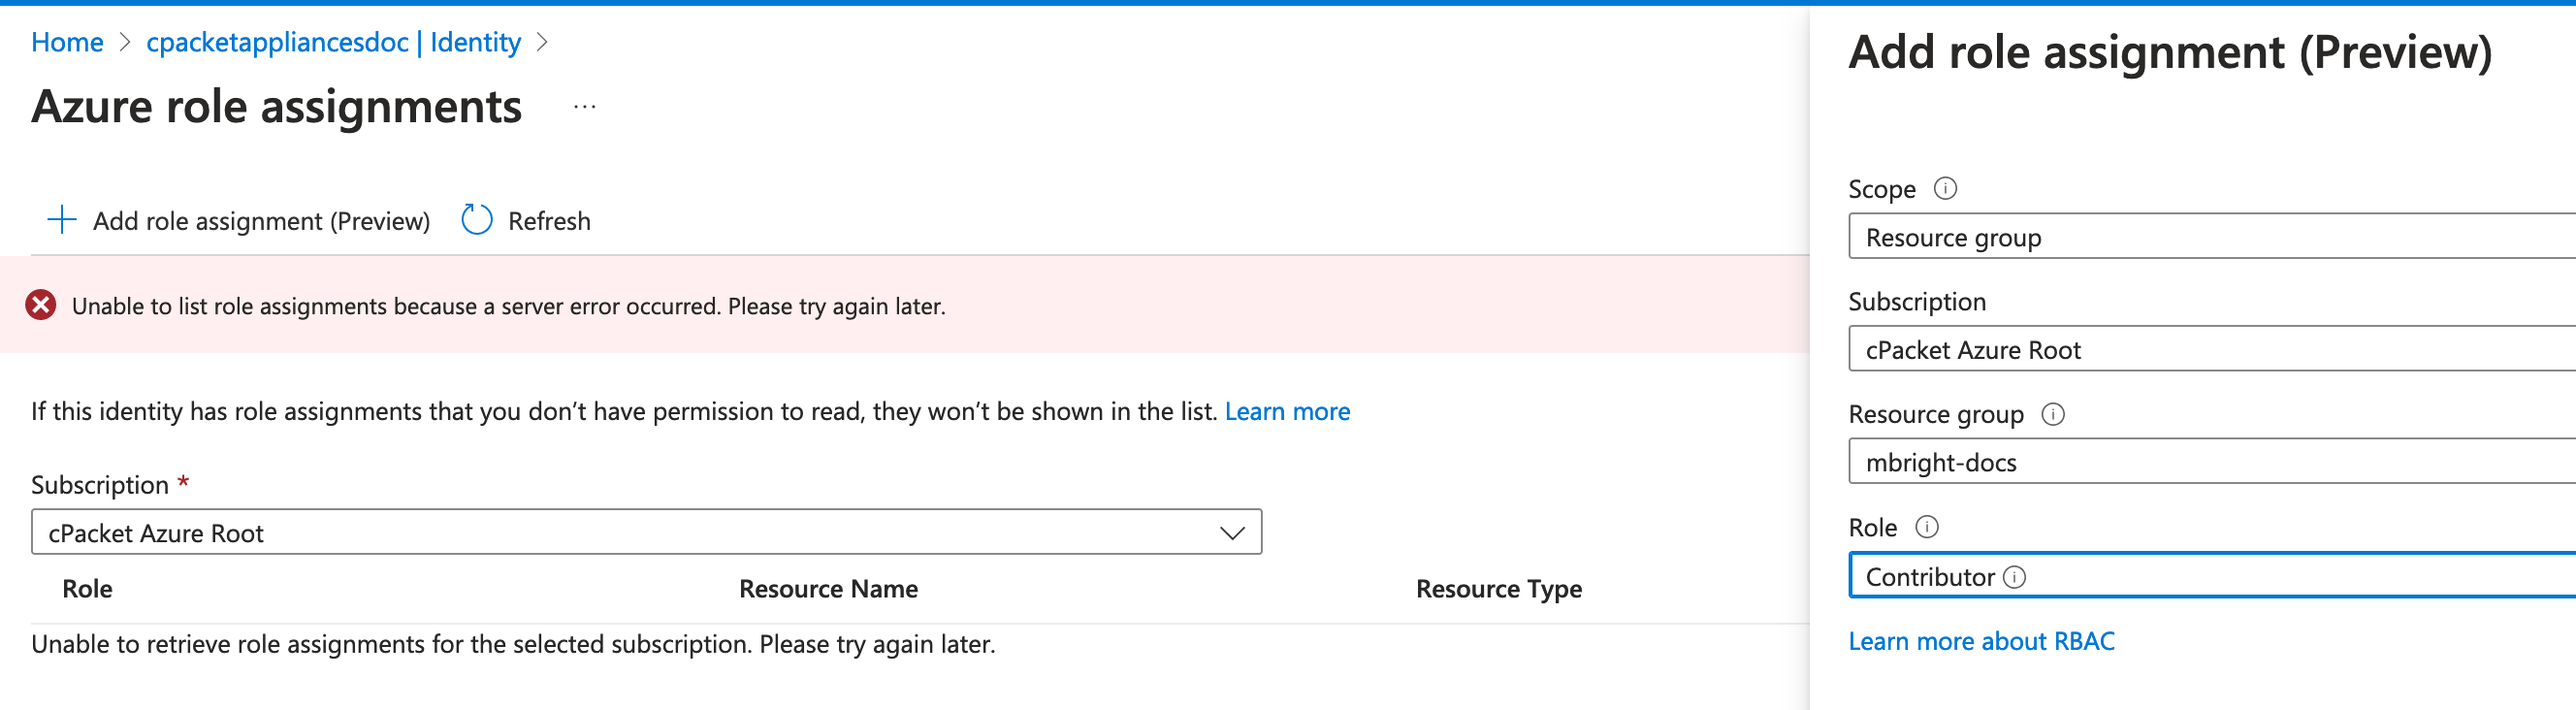 Home > cpacketappliancesdoc | Identity >
Azure role assignments ...
Add role assignment (Preview) Refresh
Unable to list role assignments because a server error occurred. Please try again later.
If this identity has role assignments that you don’t have permission to read, they won’t be shown in the list. Learn more
Subscription *
cPacket Azure Root
Role Resource Name Resource Type
Unable to retrieve role assignments for the selected subscription. Please try again later.
Add role assignment (Preview)
Scope
Resource group
Subscription
cPacket Azure Root
Resource group
mbright-docs
Role
Contributor
Learn more about RBAC